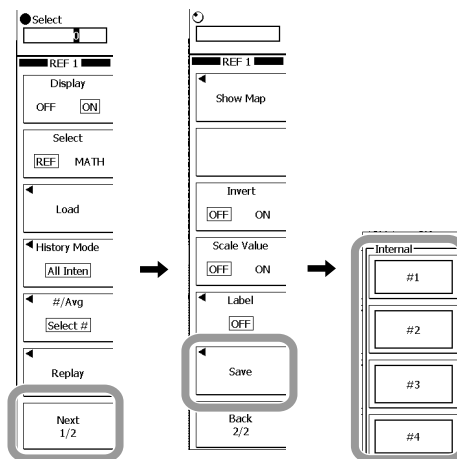 Select
0
REF 1
Display
OFF ON
Select
REF MATH
Load
History Mode
All Inten
#/Avg
Select #
Replay
Next
1/2
REF 1
Show Map
Invert
OFF ON
Scale Value
OFF ON
Label
OFF
Save
Back
2/2
Internal
#1
#2
#3
#4